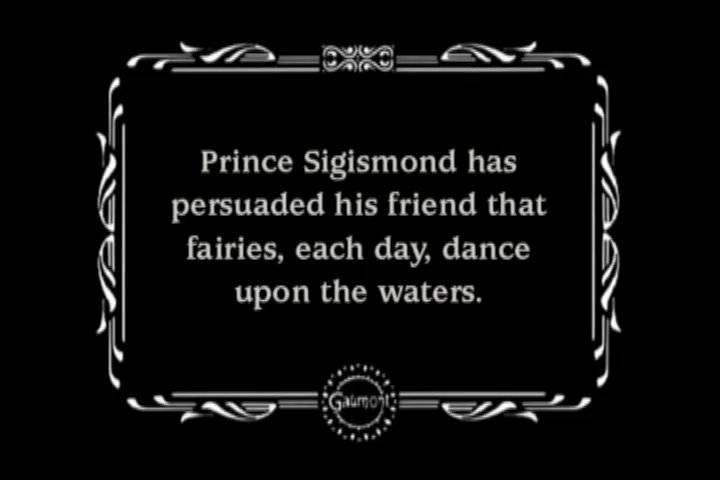 Prince Sigismond has
persuaded his friend that
fairies, each day, dance
upon the waters.
Gaumont